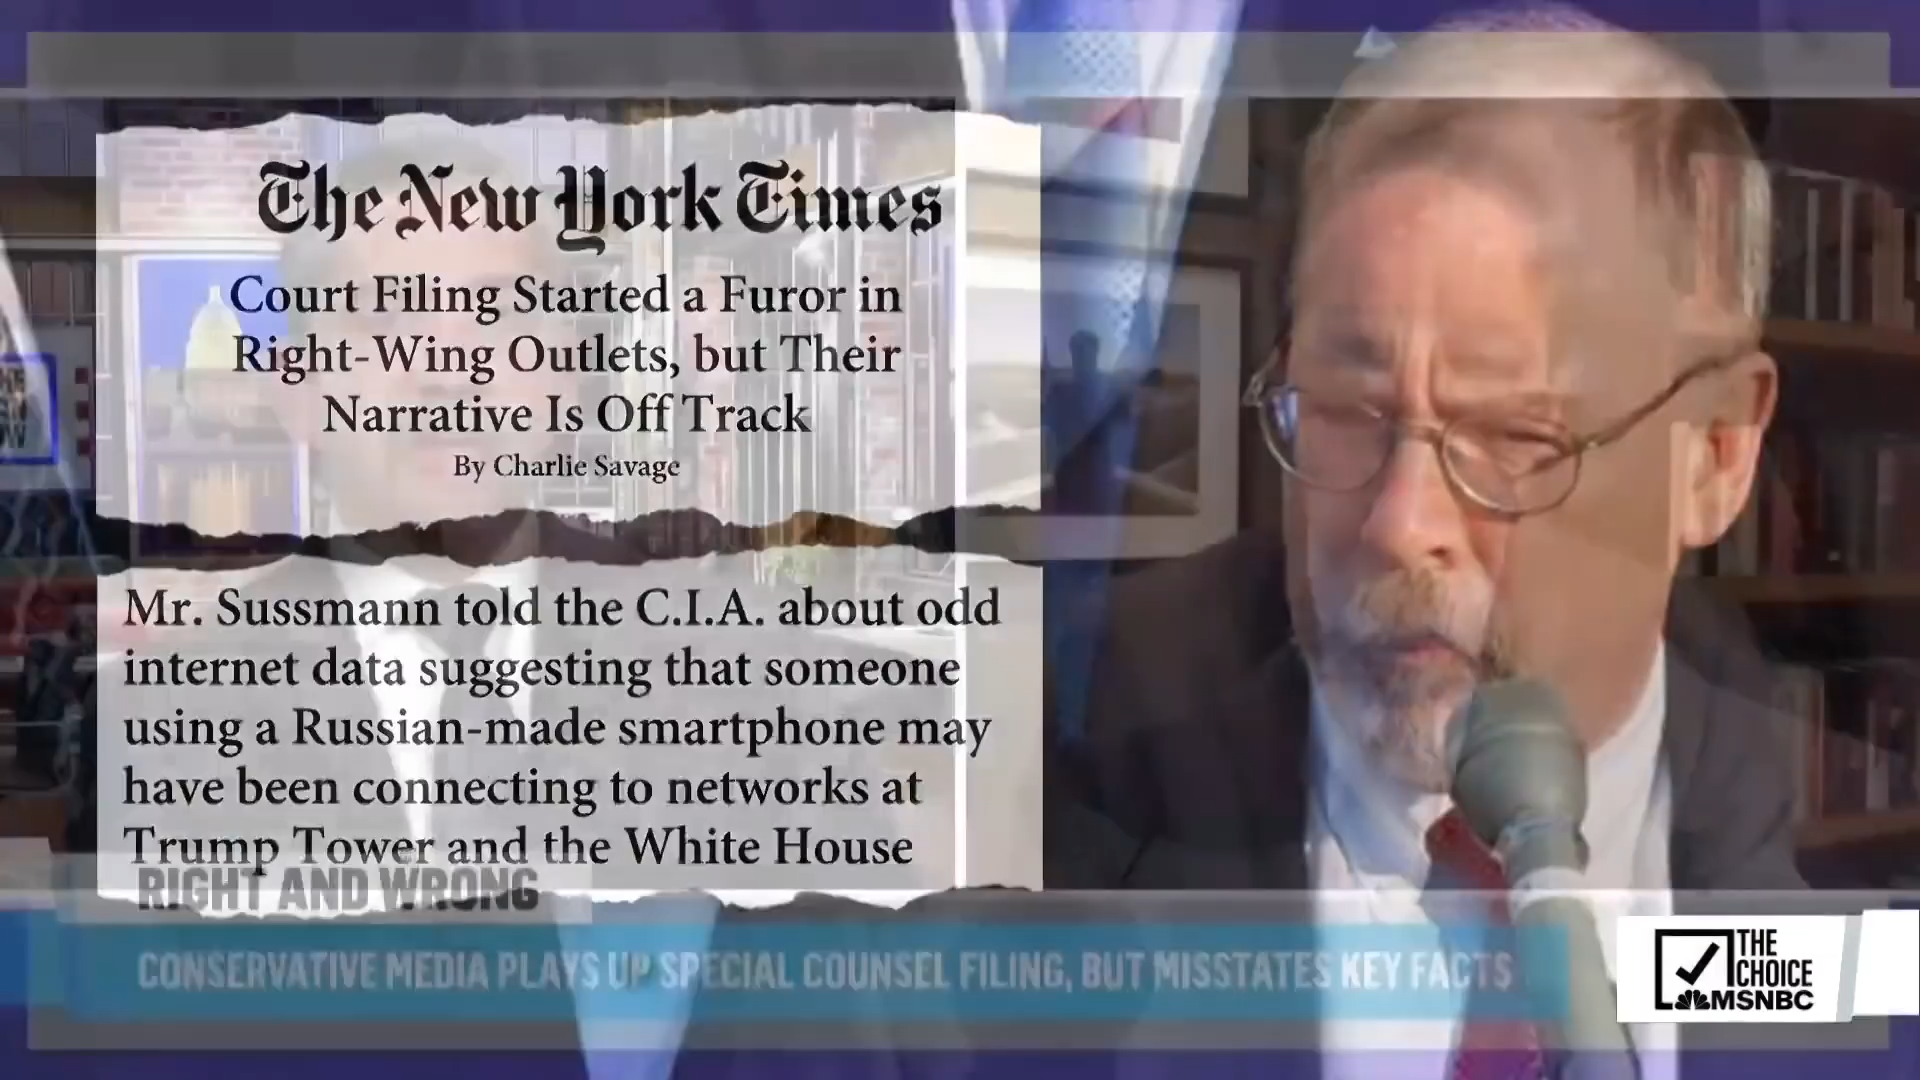 The New York Times
Court Filing Started a Furor in
Right-Wing Outlets, but Their
Narrative Is Off Track
By Charlie Savage
Mr. Sussmann told the C.I.A. about odd
internet data suggesting that someone
using a Russian-made smartphone may
have been connecting to networks at
Trump Tower and the White House
RIGHT AND WRONG
CONSERVATIVE MEDIA PLAYS UP SPECIAL COUNSEL FILING, BUT MISSTATES KEY FACTS
THE
CHOICE
MSNBC